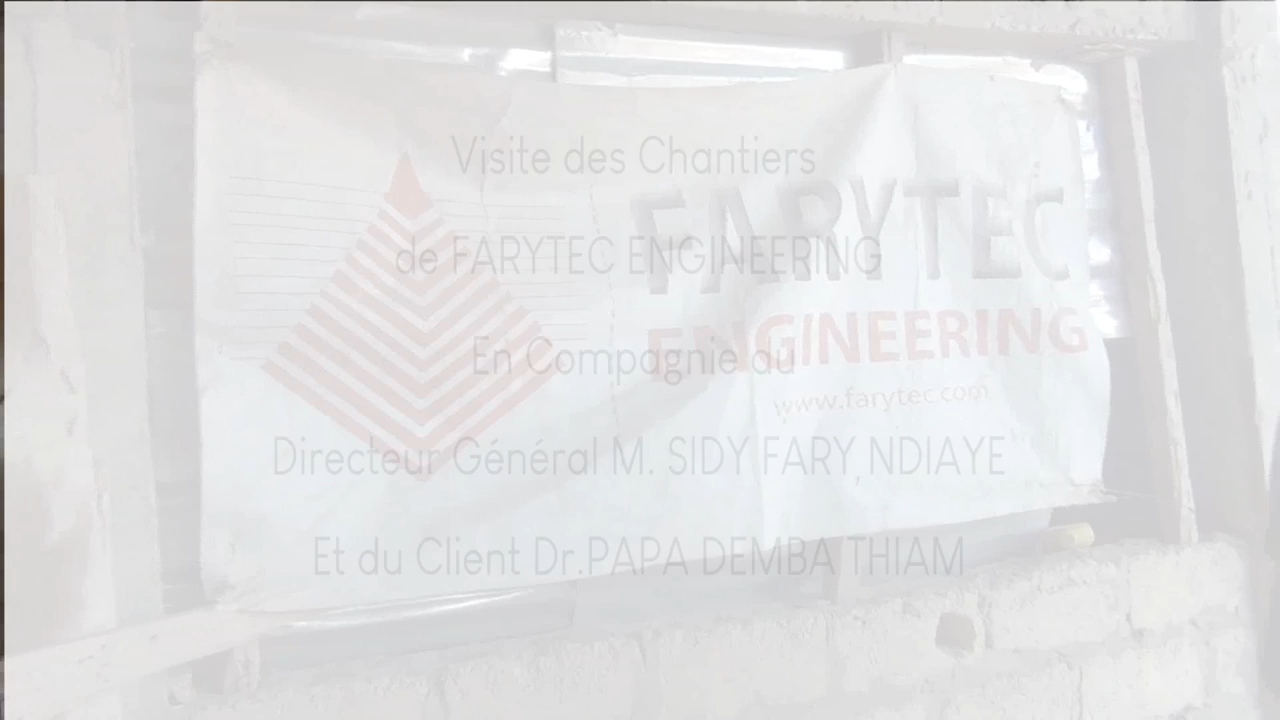 Visite des Chantiers
de FARYTEC ENGINEERING
En Compagnie du
Directeur Général M. SIDY FARY NDIAYE
Et du Client Dr.PAPA DEMBA THIAM
FARYTEC
ENGINEERING
www.farytec.com